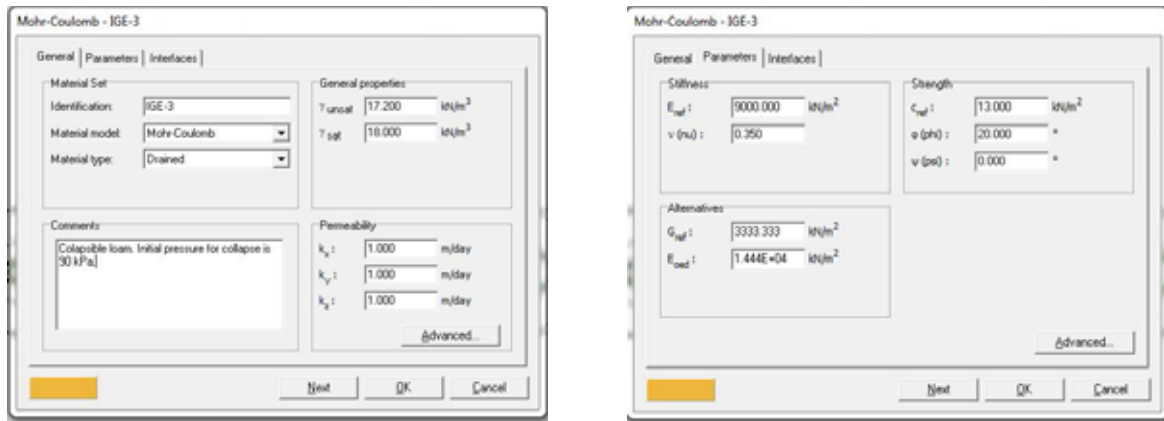 Mohr-Coulomb - IGE-3
General Parameters Interfaces
Material Set
Identification: IGE-3
Material model: Mohr-Coulomb
Material type: Drained
General properties
γ unsat 17.200 kN/m³
γ sat 18.000 kN/m³
Comments
Colapsible loam. Initial pressure for collapse is
90 kPa.
Permeability
kx : 1.000 m/day
ky : 1.000 m/day
kz : 1.000 m/day
Advanced...
Next OK Cancel
Mohr-Coulomb - IGE-3
General Parameters Interfaces
Stiffness
Eref : 9000.000 kN/m²
ν (nu) : 0.350
Strength
cref : 13.000 kN/m²
φ (phi) : 20.000 °
ψ (psi) : 0.000 °
Alternatives
Gref : 3333.333 kN/m²
Eoed : 1.444E+04 kN/m²
Advanced...
Next OK Cancel